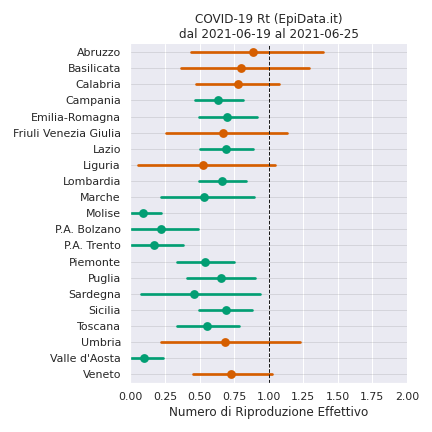 COVID-19 Rt (EpiData.it)
dal 2021-06-19 al 2021-06-25
Abruzzo
Basilicata
Calabria
Campania
Emilia-Romagna
Friuli Venezia Giulia
Lazio
Liguria
Lombardia
Marche
Molise
P.A. Bolzano
P.A. Trento
Piemonte
Puglia
Sardegna
Sicilia
Toscana
Umbria
Valle d'Aosta
Veneto
0.00 0.25 0.50 0.75 1.00 1.25 1.50 1.75 2.00
Numero di Riproduzione Effettivo